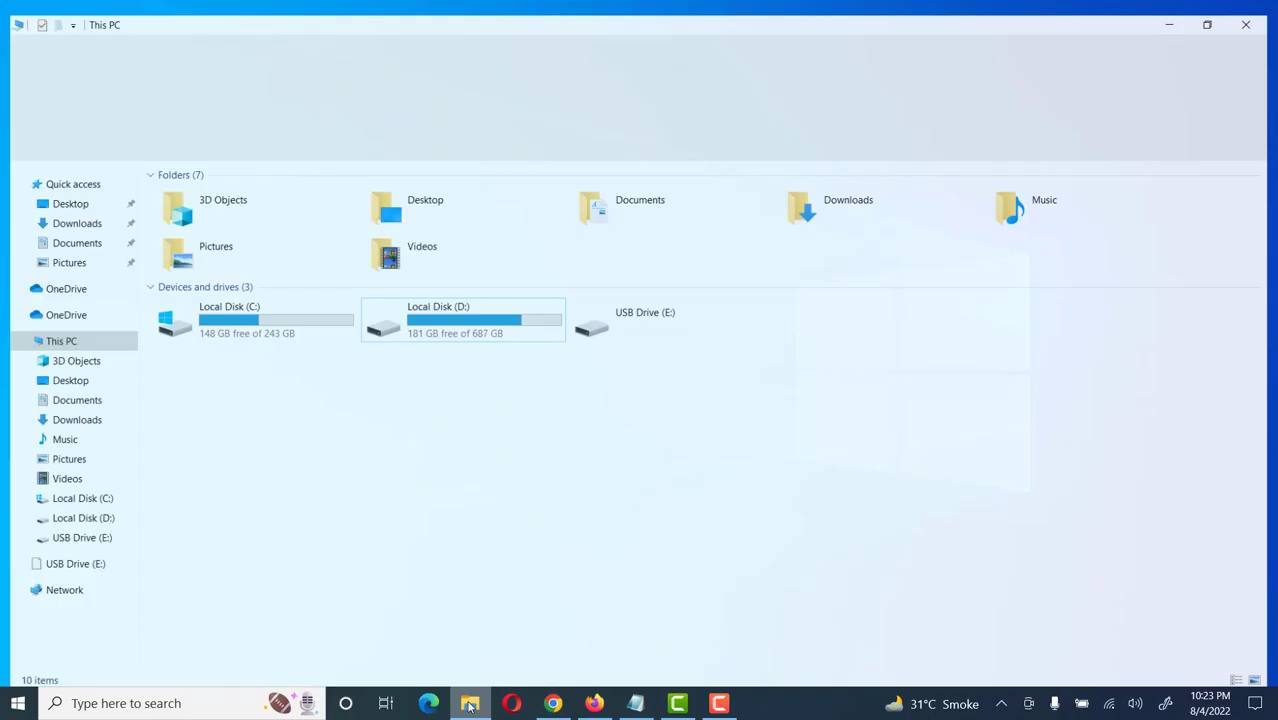 This PC
Folders (7)
Quick access
3D Objects
Desktop
Documents
Downloads
Music
Desktop
Downloads
Documents
Pictures
Videos
Pictures
OneDrive
Devices and drives (3)
OneDrive
Local Disk (C:)
148 GB free of 243 GB
Local Disk (D:)
181 GB free of 687 GB
USB Drive (E:)
This PC
3D Objects
Desktop
Documents
Downloads
Music
Pictures
Videos
Local Disk (C:)
Local Disk (D:)
USB Drive (E:)
USB Drive (E:)
Network
10 items
Type here to search
31°C Smoke
10:23 PM
8/4/2022